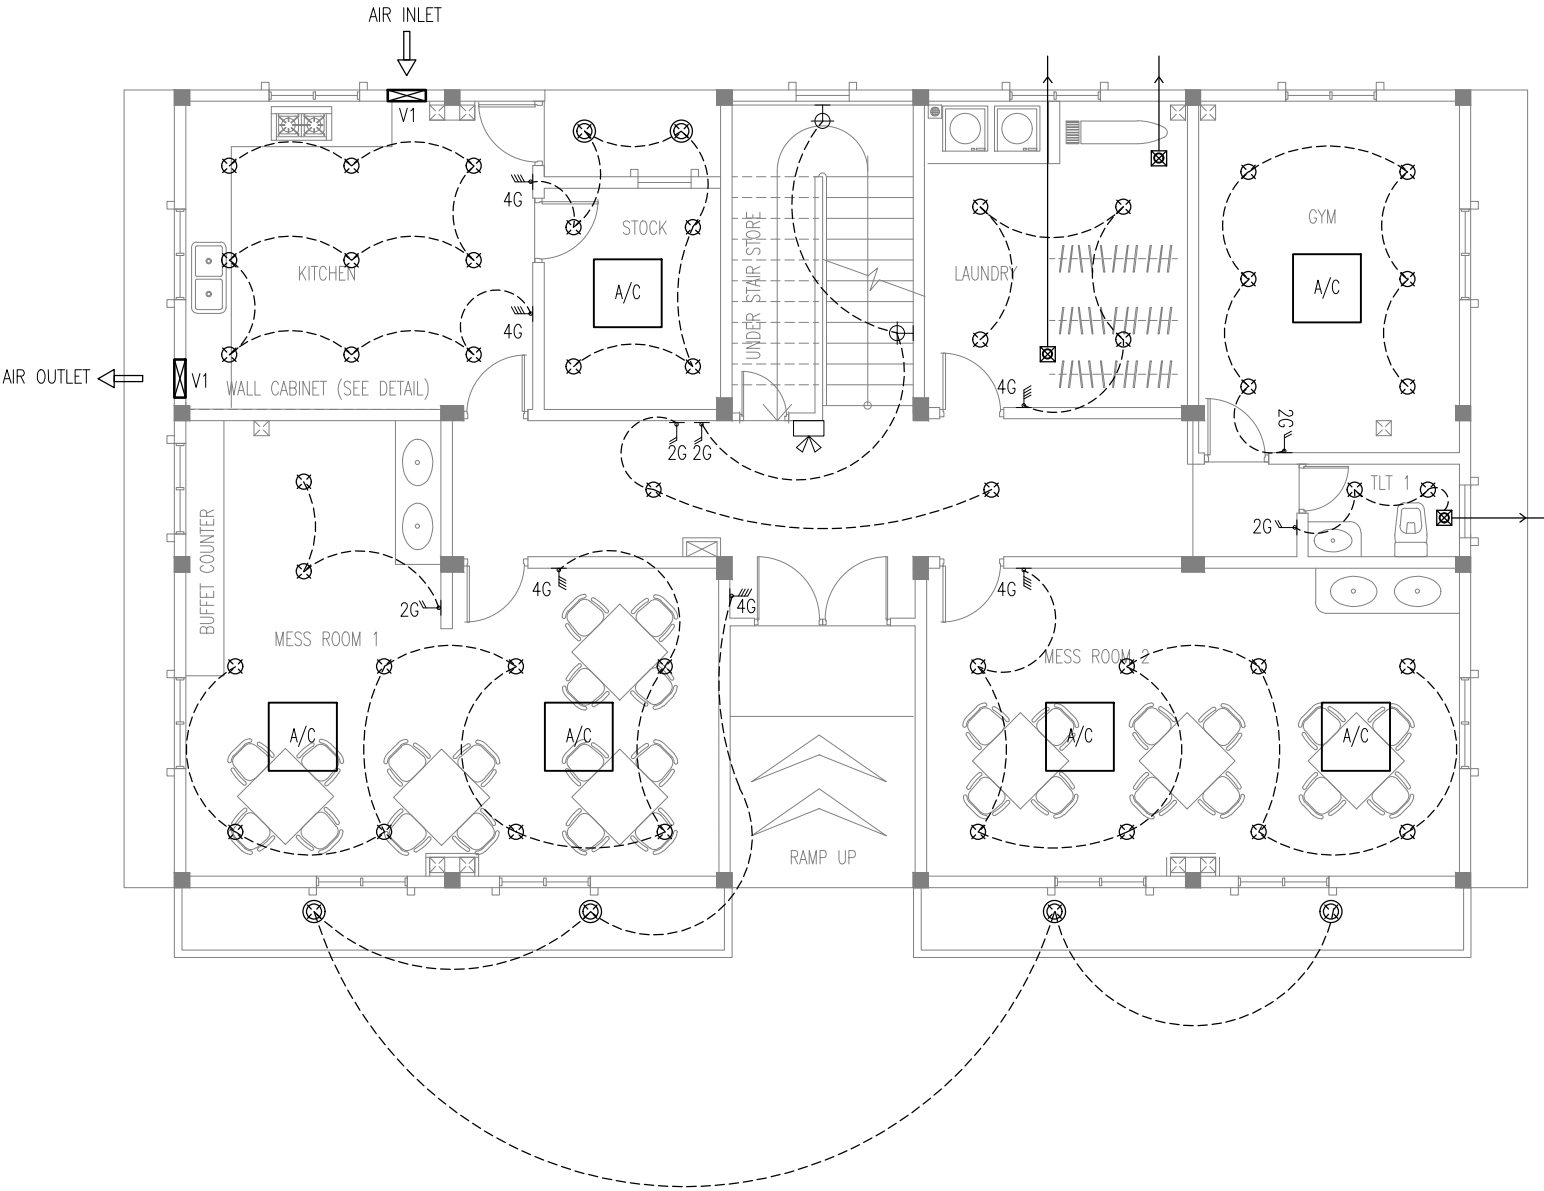 AIR INLET
V1
4G
STOCK
GYM
UNDER STAIR STORE
KITCHEN
LAUNDRY
A/C
A/C
4G
AIR OUTLET
V1
WALL CABINET (SEE DETAIL)
4G
2G
2G
2G
TLT 1
BUFFET COUNTER
2G
4G
4G
4G
2G
MESS ROOM 1
MESS ROOM 2
A/C
A/C
A/C
A/C
RAMP UP